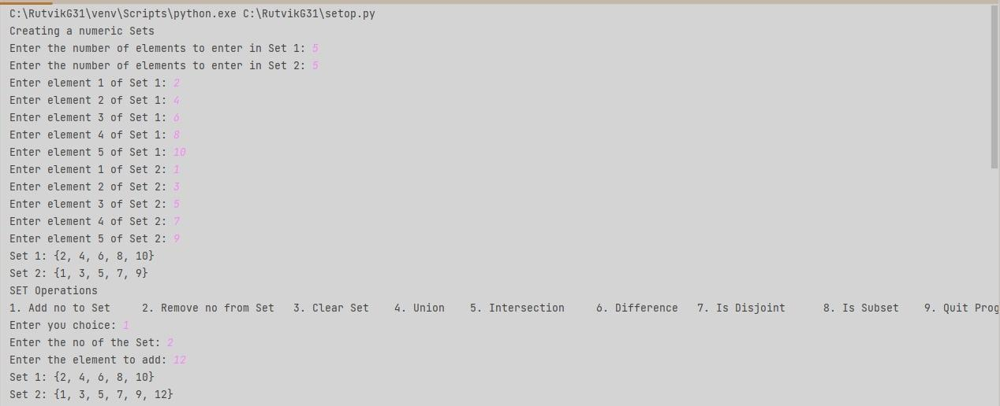 C:\RutvikG31\venv\Scripts\python.exe C:\RutvikG31\setop.py
Creating a numeric Sets
Enter the number of elements to enter in Set 1: 5
Enter the number of elements to enter in Set 2: 5
Enter element 1 of Set 1: 2
Enter element 2 of Set 1: 4
Enter element 3 of Set 1: 6
Enter element 4 of Set 1: 8
Enter element 5 of Set 1: 10
Enter element 1 of Set 2: 1
Enter element 2 of Set 2: 3
Enter element 3 of Set 2: 5
Enter element 4 of Set 2: 7
Enter element 5 of Set 2: 9
Set 1: {2, 4, 6, 8, 10}
Set 2: {1, 3, 5, 7, 9}
SET Operations
1. Add no to Set     2. Remove no from Set   3. Clear Set    4. Union    5. Intersection     6. Difference   7. Is Disjoint      8. Is Subset    9. Quit Prog
Enter you choice: 1
Enter the no of the Set: 2
Enter the element to add: 12
Set 1: {2, 4, 6, 8, 10}
Set 2: {1, 3, 5, 7, 9, 12}